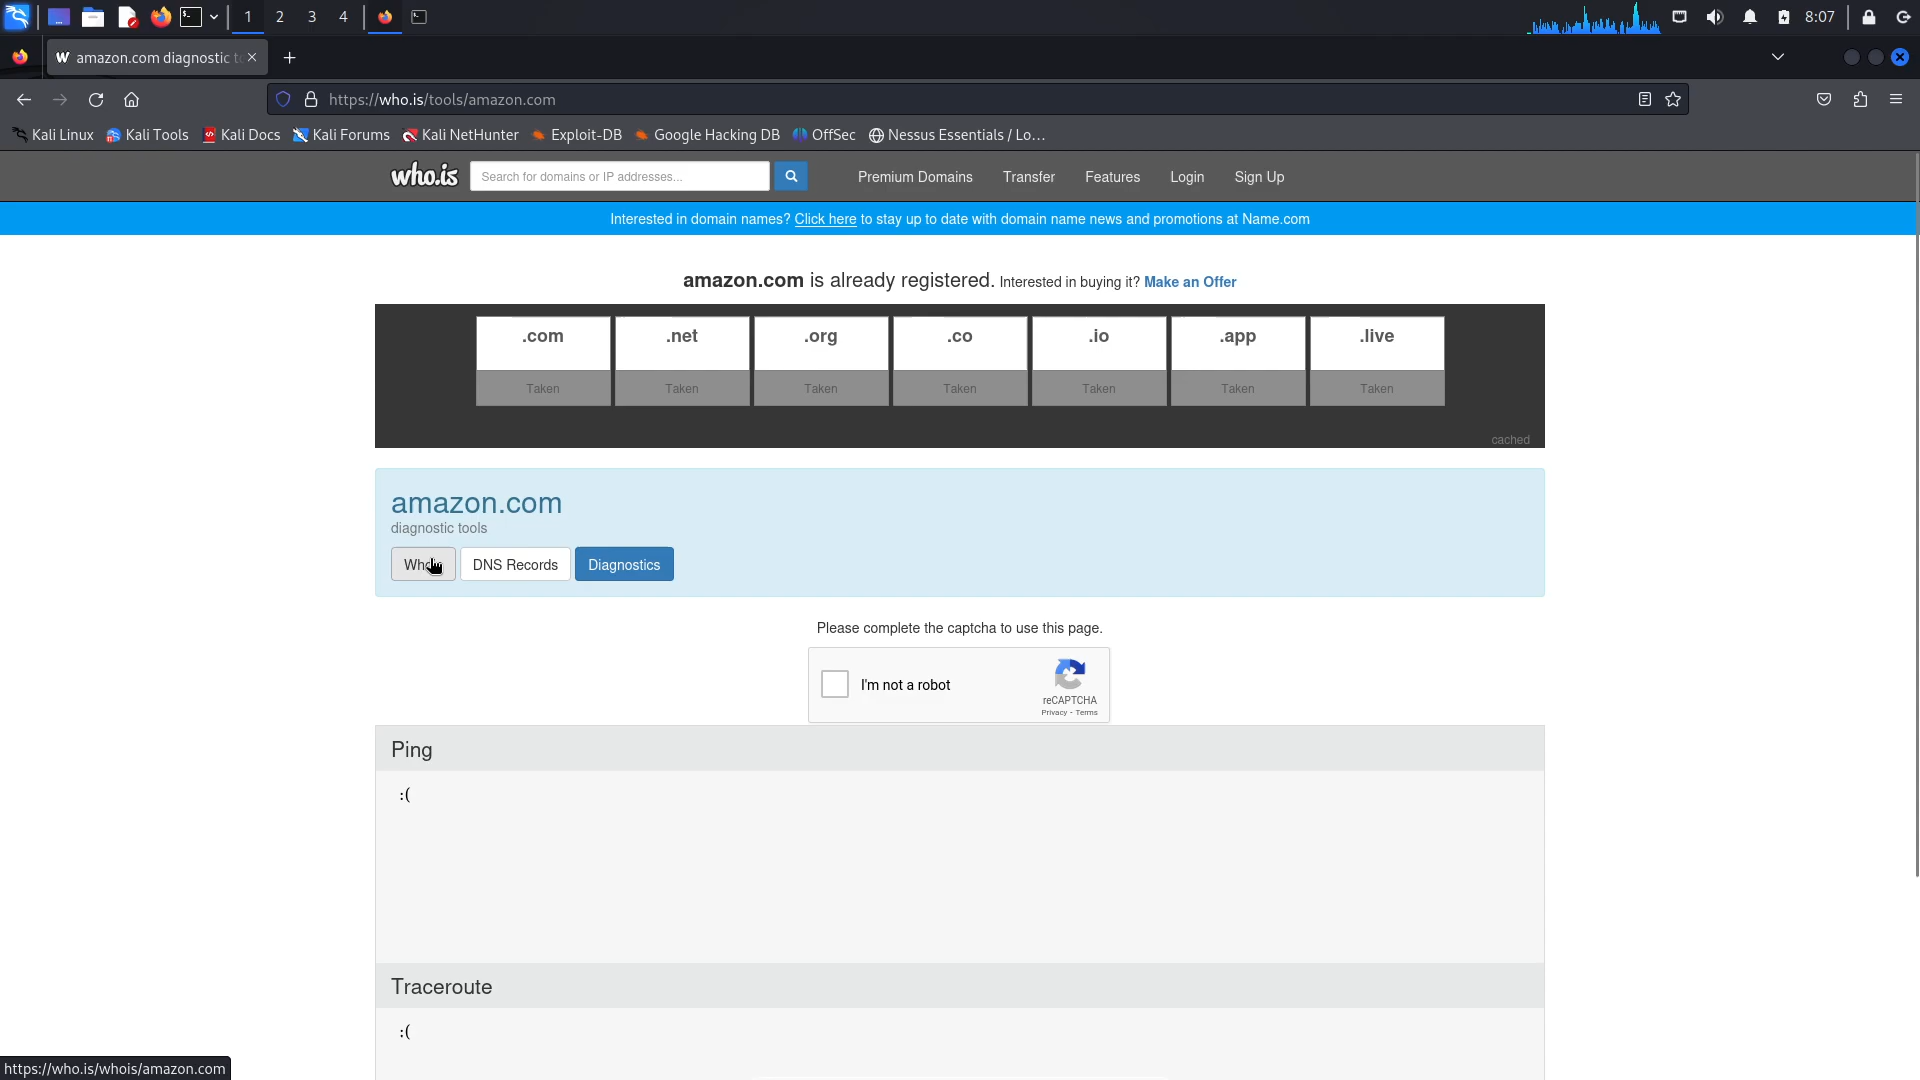 1 2 3 4 8:07
W amazon.com diagnostic t
https://who.is/tools/amazon.com
Kali Linux Kali Tools Kali Docs Kali Forums Kali NetHunter Exploit-DB Google Hacking DB OffSec Nessus Essentials / Lo...
who.is Search for domains or IP addresses... Premium Domains Transfer Features Login Sign Up
Interested in domain names? Click here to stay up to date with domain name news and promotions at Name.com
amazon.com is already registered. Interested in buying it? Make an Offer
.com .net .org .co .io .app .live
Taken Taken Taken Taken Taken Taken Taken
cached
amazon.com
diagnostic tools
DNS Records Diagnostics
Please complete the captcha to use this page.
I'm not a robot
reCAPTCHA
Privacy - Terms
Ping
:(
Traceroute
:(
https://who.is/whois/amazon.com